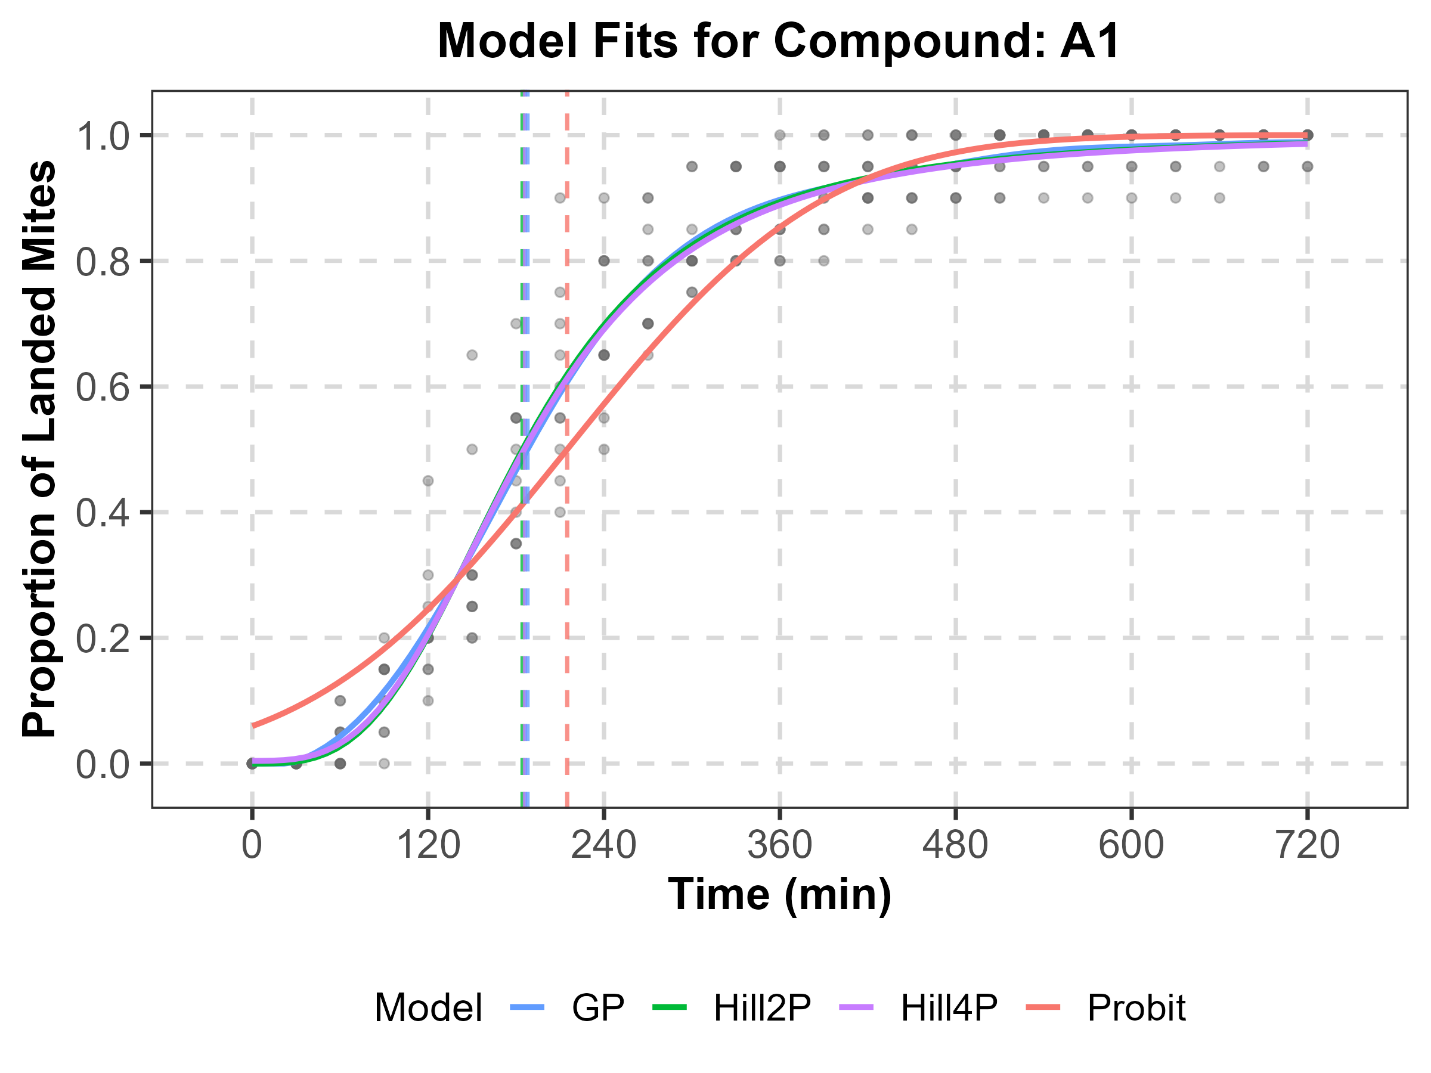 Model Fits for Compound: A1
Proportion of Landed Mites
1.0
0.8
0.6
0.4
0.2
0.0
0 120 240 360 480 600 720
Time (min)
Model GP Hill2P Hill4P Probit